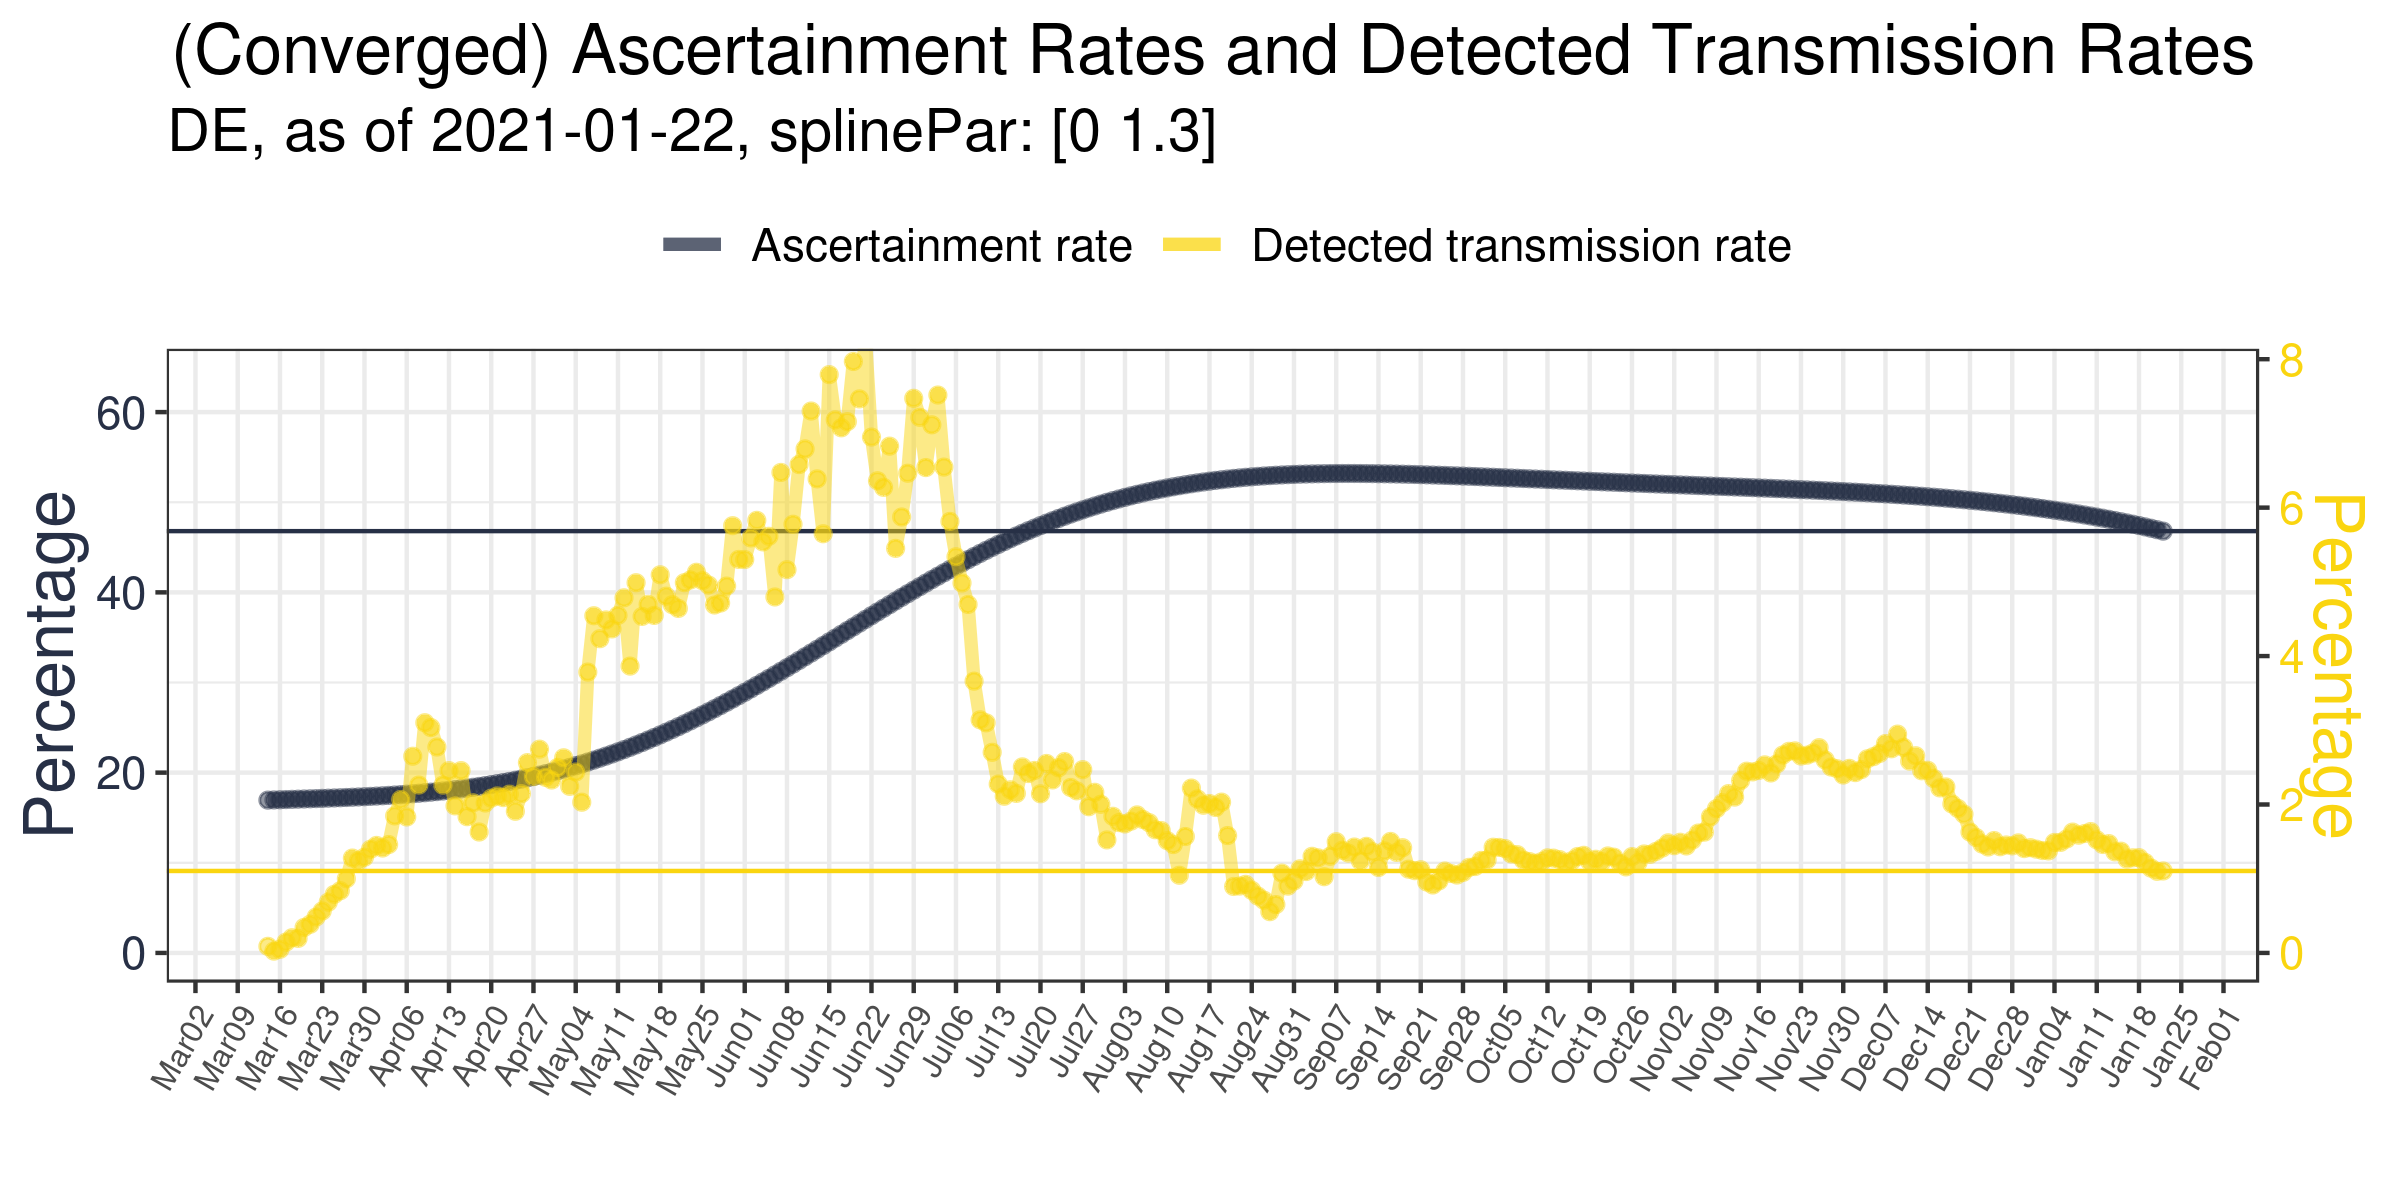 (Converged) Ascertainment Rates and Detected Transmission Rates
DE, as of 2021-01-22, splinePar: [0 1.3]
Ascertainment rate
Detected transmission rate
Percentage
60
40
20
0
8
6
4
2
0
Percentage
Mar02
Mar09
Mar16
Mar23
Mar30
Apr06
Apr13
Apr20
Apr27
May04
May11
May18
May25
Jun01
Jun08
Jun15
Jun22
Jun29
Jul06
Jul13
Jul20
Jul27
Aug03
Aug10
Aug17
Aug24
Aug31
Sep07
Sep14
Sep21
Sep28
Oct05
Oct12
Oct19
Oct26
Nov02
Nov09
Nov16
Nov23
Nov30
Dec07
Dec14
Dec21
Dec28
Jan04
Jan11
Jan18
Jan25
Feb01